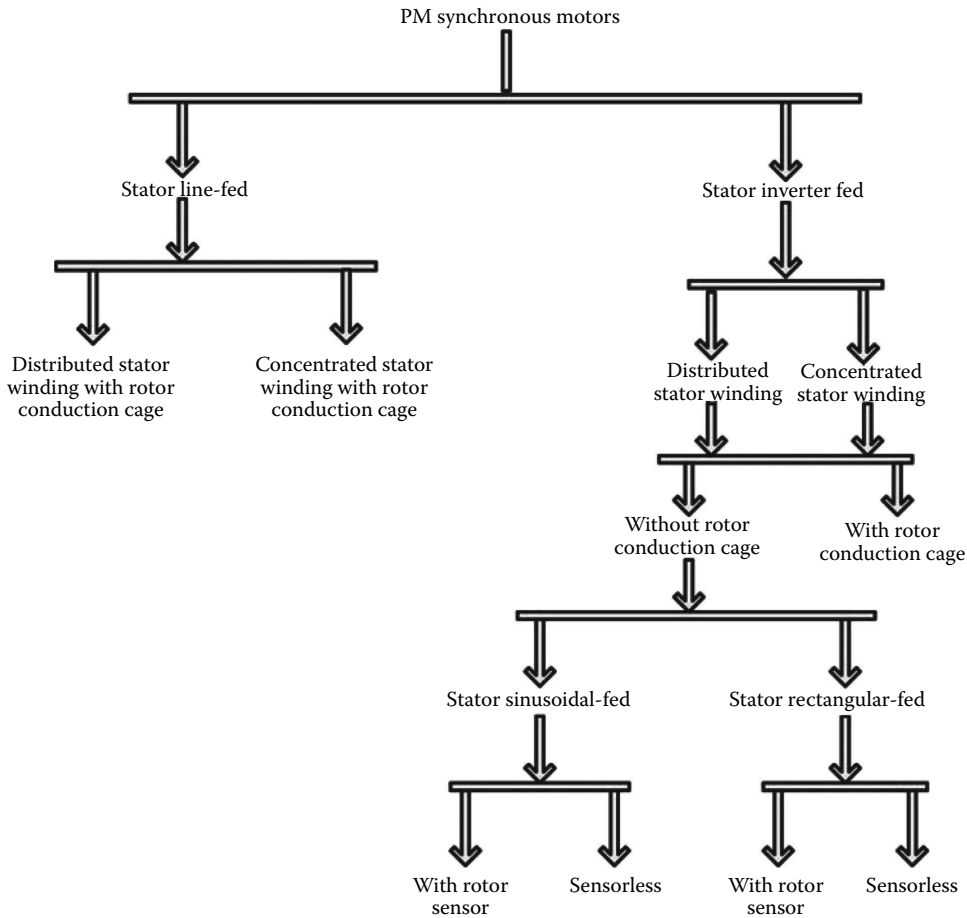 PM synchronous motors
Stator line-fed
Stator inverter fed
Distributed stator
winding with rotor
conduction cage
Concentrated stator
winding with rotor
conduction cage
Distributed
stator winding
Concentrated
stator winding
Without rotor
conduction cage
With rotor
conduction cage
Stator sinusoidal-fed
Stator rectangular-fed
With rotor
sensor
Sensorless
With rotor
sensor
Sensorless